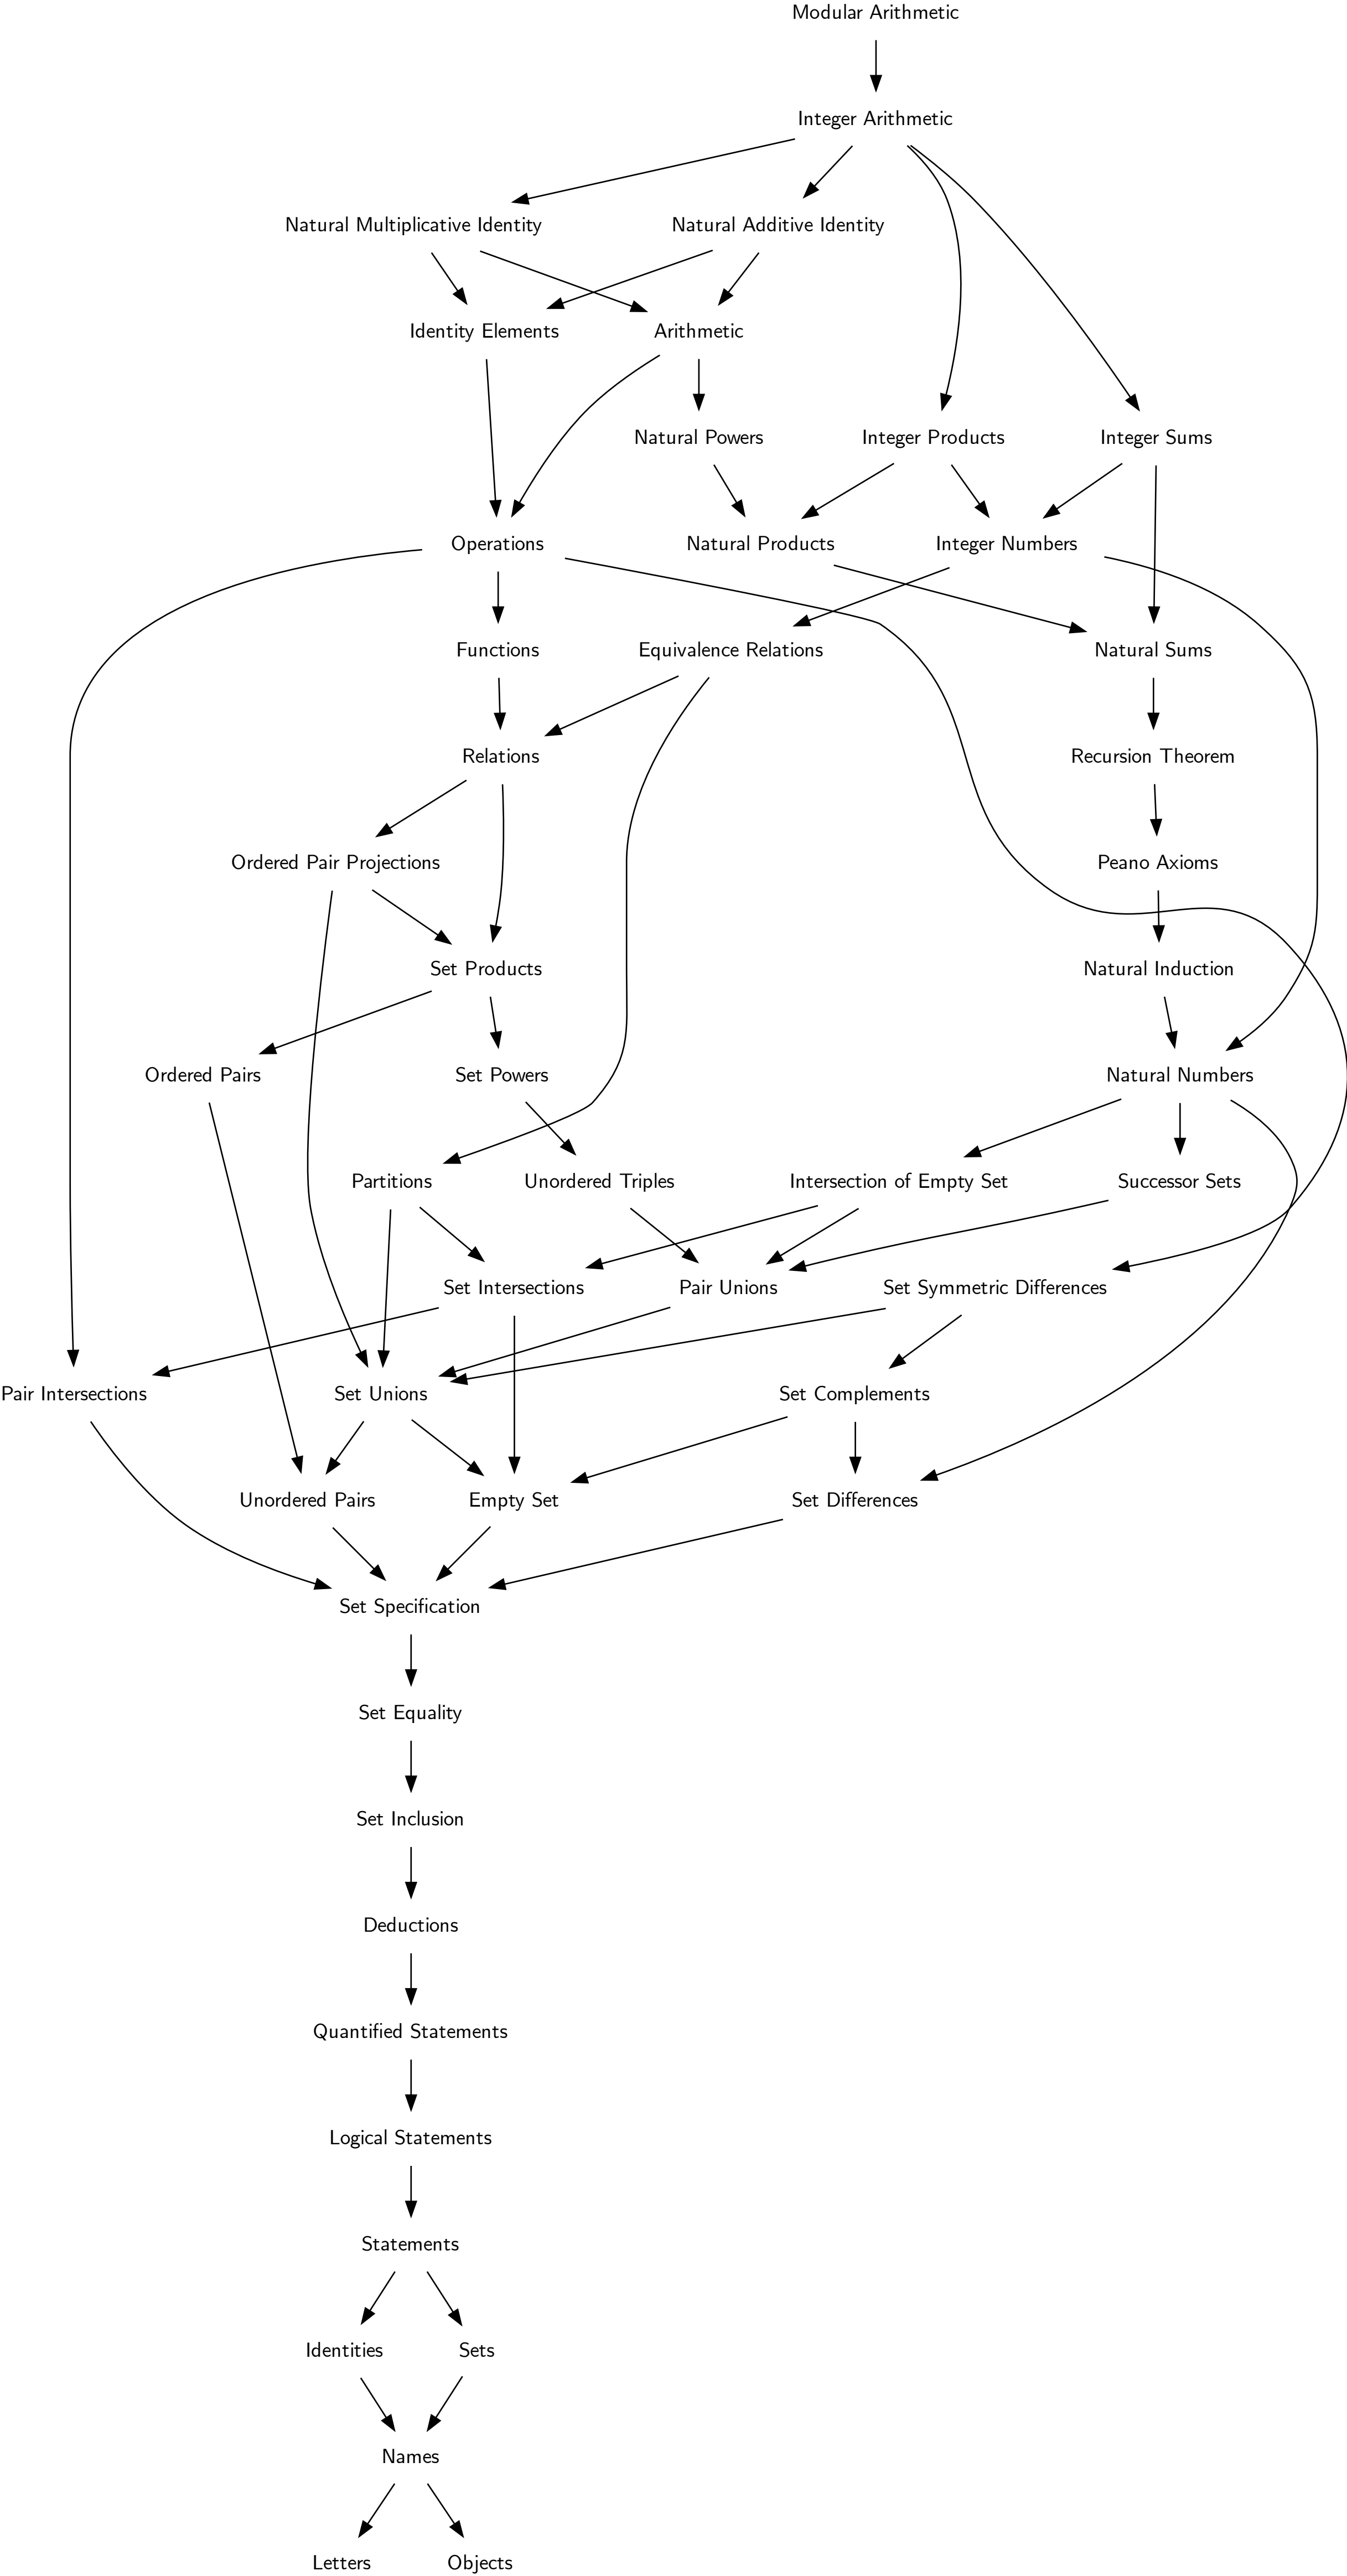 Modular Arithmetic
Integer Arithmetic
Natural Multiplicative Identity
Natural Additive Identity
Identity Elements
Arithmetic
Natural Powers
Integer Products
Integer Sums
Operations
Natural Products
Integer Numbers
Functions
Equivalence Relations
Natural Sums
Relations
Recursion Theorem
Ordered Pair Projections
Peano Axioms
Set Products
Natural Induction
Ordered Pairs
Set Powers
Natural Numbers
Partitions
Unordered Triples
Intersection of Empty Set
Successor Sets
Set Intersections
Pair Unions
Set Symmetric Differences
Pair Intersections
Set Unions
Set Complements
Unordered Pairs
Empty Set
Set Differences
Set Specification
Set Equality
Set Inclusion
Deductions
Quantified Statements
Logical Statements
Statements
Identities
Sets
Names
Letters
Objects